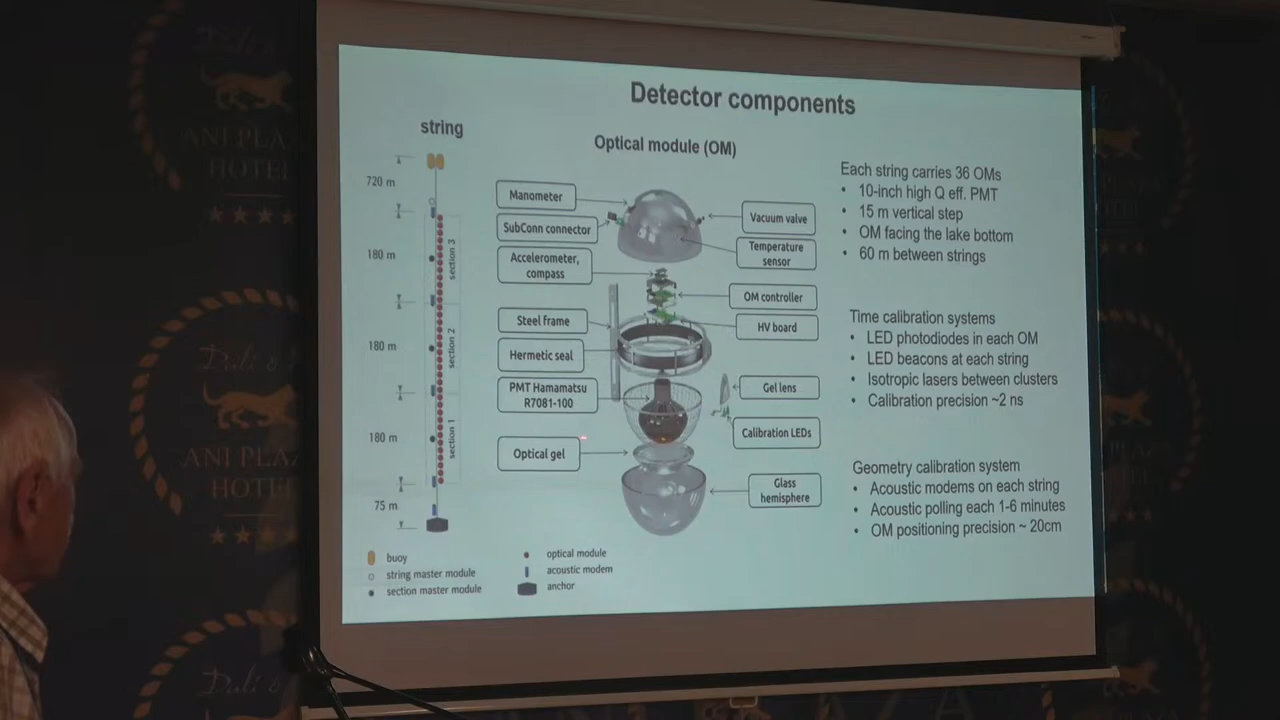 Detector components
string
Optical module (OM)
720 m
180 m
180 m
180 m
75 m
section 3
section 2
section 1
buoy
string master module
section master module
optical module
acoustic modem
anchor
Manometer
SubConn connector
Accelerometer,
compass
Steel frame
Hermetic seal
PMT Hamamatsu
R7081-100
Optical gel
Vacuum valve
Temperature
sensor
OM controller
HV board
Gel lens
Calibration LEDs
Glass
hemisphere
Each string carries 36 OMs
• 10-inch high Q eff. PMT
• 15 m vertical step
• OM facing the lake bottom
• 60 m between strings
Time calibration systems
• LED photodiodes in each OM
• LED beacons at each string
• Isotropic lasers between clusters
• Calibration precision ~2 ns
Geometry calibration system
• Acoustic modems on each string
• Acoustic polling each 1-6 minutes
• OM positioning precision ~ 20cm
ANI PLAZA
HOTEL
ANI PLAZA
HOTEL